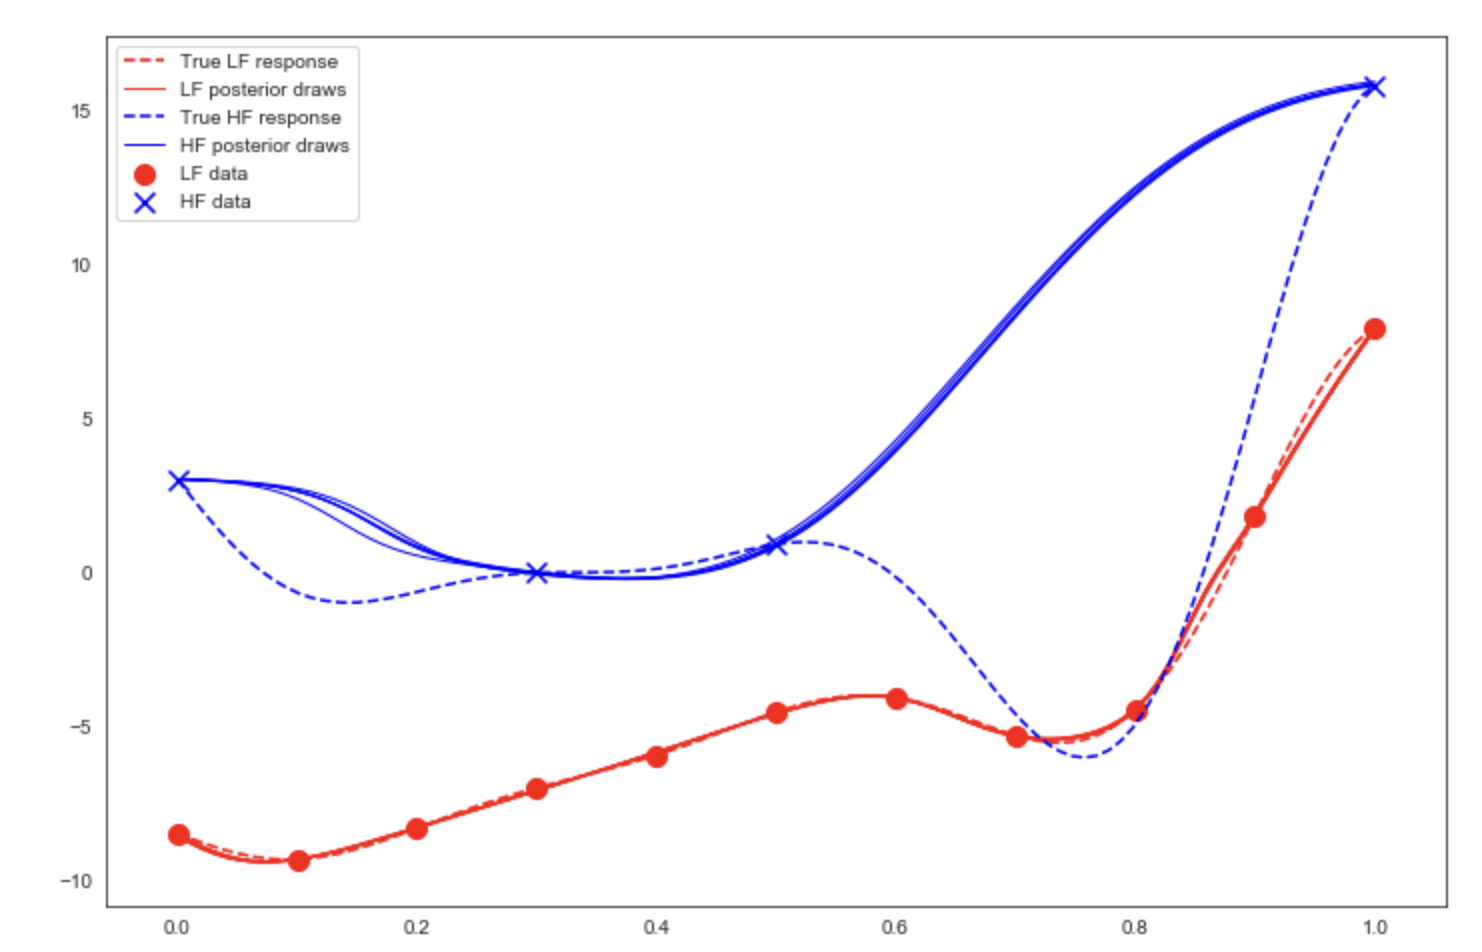 True LF response
LF posterior draws
True HF response
HF posterior draws
LF data
HF data
15
10
5
0
−5
−10
0.0 0.2 0.4 0.6 0.8 1.0